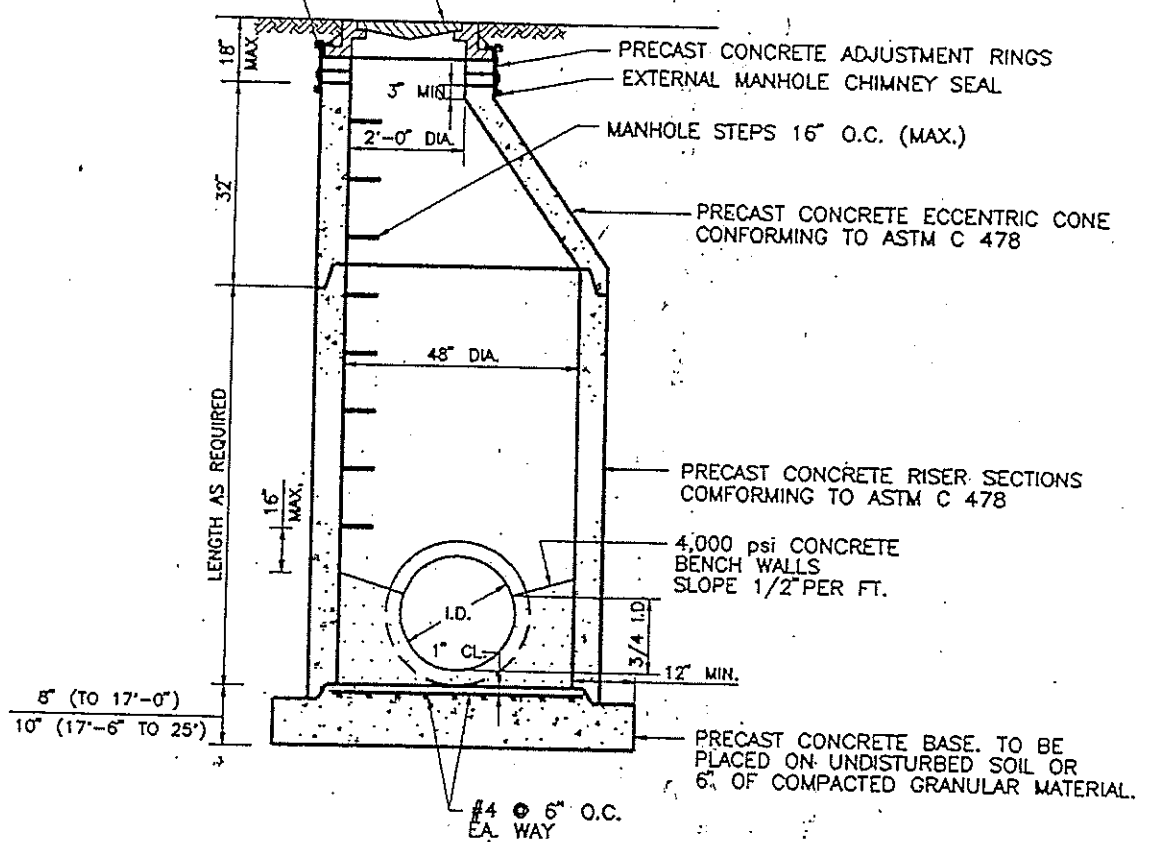 18" MAX.
PRECAST CONCRETE ADJUSTMENT RINGS
EXTERNAL MANHOLE CHIMNEY SEAL
3" MIN.
MANHOLE STEPS 16" O.C. (MAX.)
2'-0" DIA.
32"
PRECAST CONCRETE ECCENTRIC CONE
CONFORMING TO ASTM C 478
48" DIA.
LENGTH AS REQUIRED
16" MAX.
PRECAST CONCRETE RISER SECTIONS
COMFORMING TO ASTM C 478
4,000 psi CONCRETE
BENCH WALLS
SLOPE 1/2" PER FT.
I.D.
3/4 I.D.
1" CL.
12" MIN.
8" (TO 17'-0")
10" (17'-6" TO 25')
PRECAST CONCRETE BASE. TO BE
PLACED ON UNDISTURBED SOIL OR
6" OF COMPACTED GRANULAR MATERIAL.
#4 @ 6" O.C.
EA. WAY